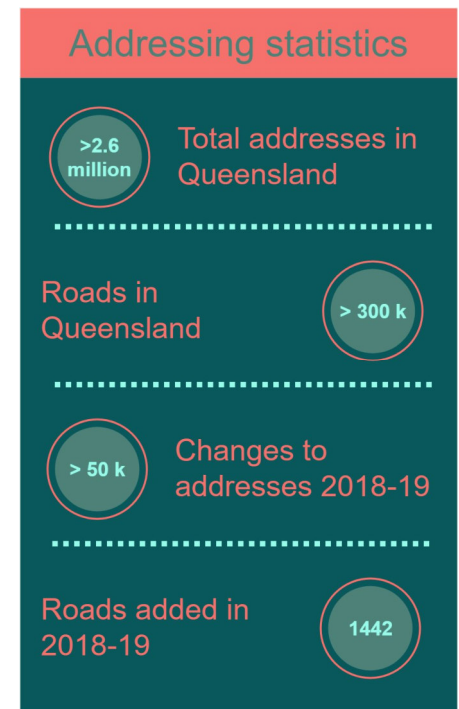 Addressing statistics
>2.6
million
Total addresses in
Queensland
Roads in
Queensland
> 300 k
> 50 k
Changes to
addresses 2018-19
Roads added in
2018-19
1442